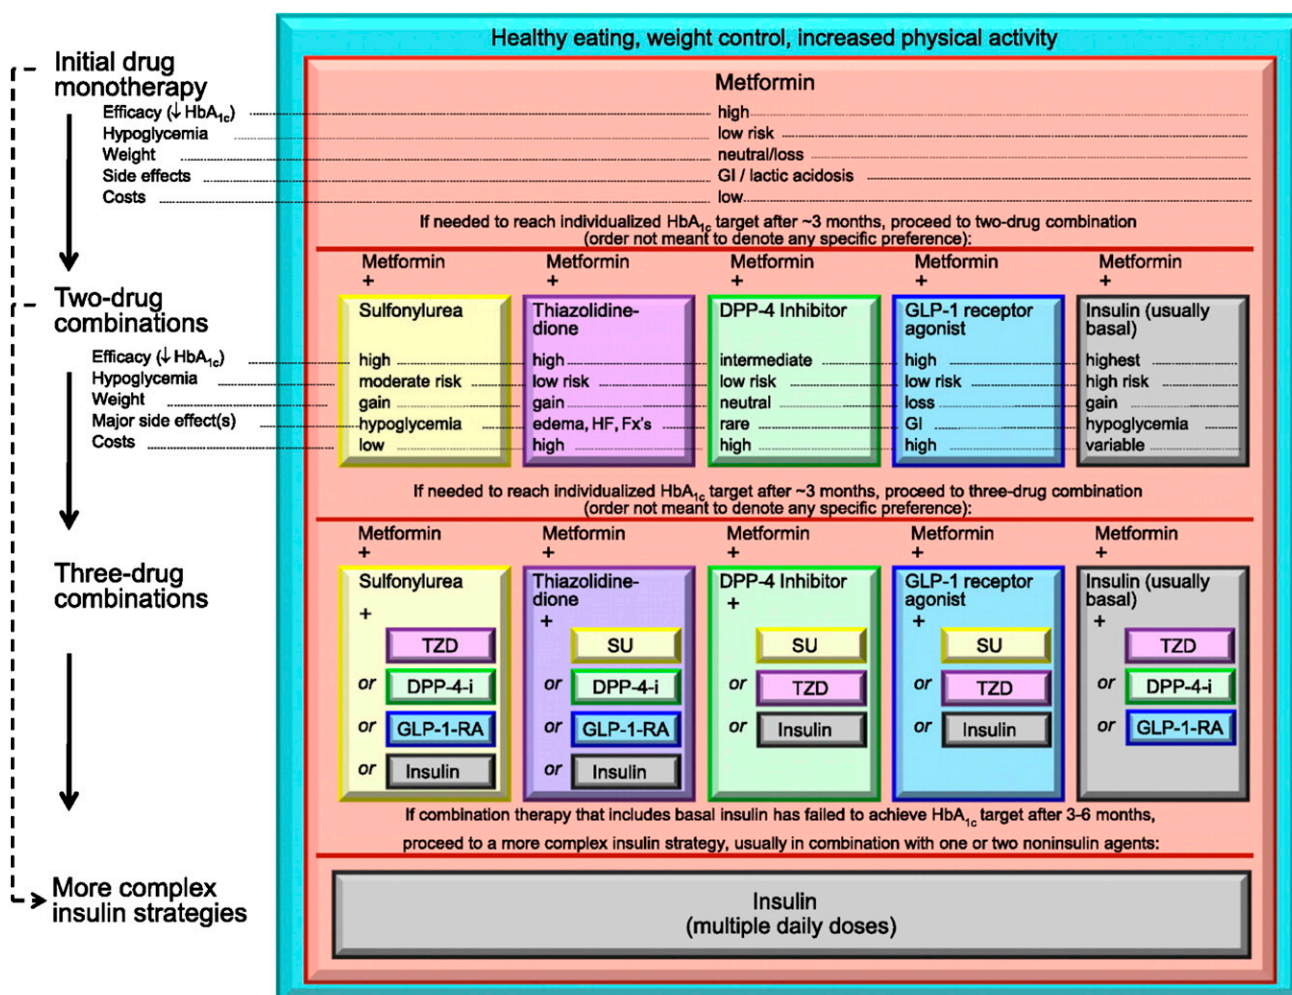 Healthy eating, weight control, increased physical activity
Initial drug
monotherapy
Metformin
Efficacy (↓ HbA1c) high
Hypoglycemia low risk
Weight neutral/loss
Side effects GI / lactic acidosis
Costs low
If needed to reach individualized HbA1c target after ~3 months, proceed to two-drug combination
(order not meant to denote any specific preference):
Metformin Metformin Metformin Metformin Metformin
+ + + + +
Two-drug
combinations
Sulfonylurea Thiazolidine- DPP-4 Inhibitor GLP-1 receptor Insulin (usually
dione agonist basal)
Efficacy (↓ HbA1c) high high intermediate high highest
Hypoglycemia moderate risk low risk low risk low risk high risk
Weight gain gain neutral loss gain
Major side effect(s) hypoglycemia edema, HF, Fx's rare GI hypoglycemia
Costs low high high high variable
If needed to reach individualized HbA1c target after ~3 months, proceed to three-drug combination
(order not meant to denote any specific preference):
Metformin Metformin Metformin Metformin Metformin
+ + + + +
Three-drug
combinations
Sulfonylurea Thiazolidine- DPP-4 Inhibitor GLP-1 receptor Insulin (usually
dione agonist basal)
+ + + + +
TZD SU SU SU TZD
or DPP-4-i or DPP-4-i or TZD or TZD or DPP-4-i
or GLP-1-RA or GLP-1-RA or Insulin or Insulin or GLP-1-RA
or Insulin or Insulin
If combination therapy that includes basal insulin has failed to achieve HbA1c target after 3-6 months,
proceed to a more complex insulin strategy, usually in combination with one or two noninsulin agents:
More complex
insulin strategies
Insulin
(multiple daily doses)